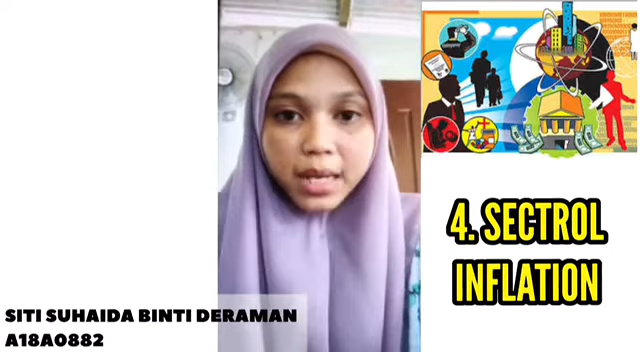 4. SECTROL
INFLATION
SITI SUHAIDA BINTI DERAMAN
A18A0882